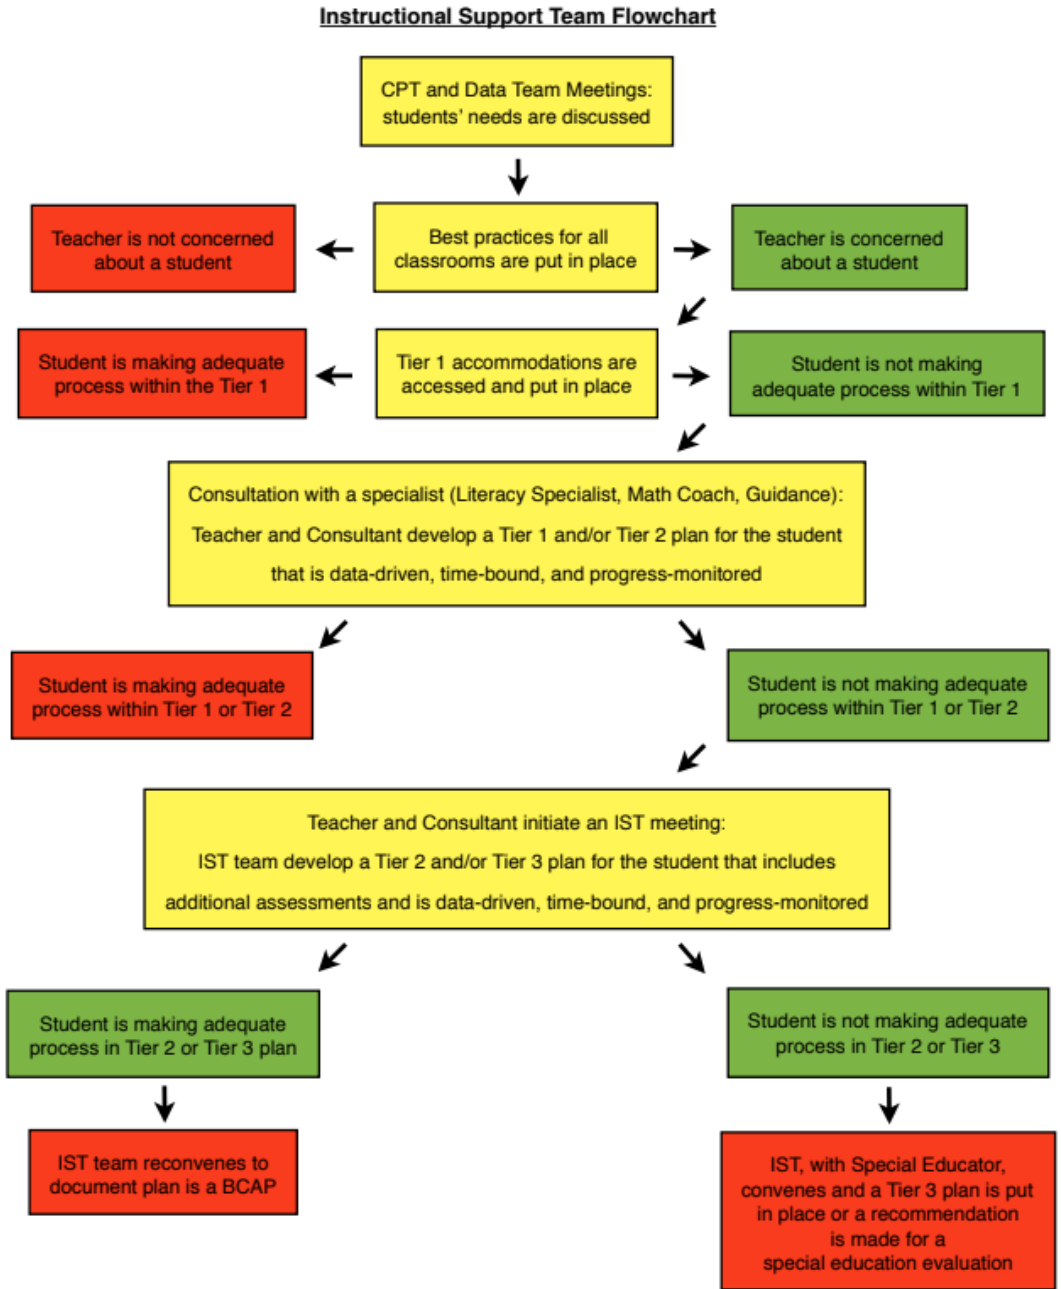 Instructional Support Team Flowchart
CPT and Data Team Meetings:
students' needs are discussed
Teacher is not concerned
about a student
Best practices for all
classrooms are put in place
Teacher is concerned
about a student
Student is making adequate
process within the Tier 1
Tier 1 accommodations are
accessed and put in place
Student is not making
adequate process within Tier 1
Consultation with a specialist (Literacy Specialist, Math Coach, Guidance):
Teacher and Consultant develop a Tier 1 and/or Tier 2 plan for the student
that is data-driven, time-bound, and progress-monitored
Student is making adequate
process within Tier 1 or Tier 2
Student is not making adequate
process within Tier 1 or Tier 2
Teacher and Consultant initiate an IST meeting:
IST team develop a Tier 2 and/or Tier 3 plan for the student that includes
additional assessments and is data-driven, time-bound, and progress-monitored
Student is making adequate
process in Tier 2 or Tier 3 plan
Student is not making adequate
process in Tier 2 or Tier 3
IST team reconvenes to
document plan is a BCAP
IST, with Special Educator,
convenes and a Tier 3 plan is put
in place or a recommendation
is made for a
special education evaluation